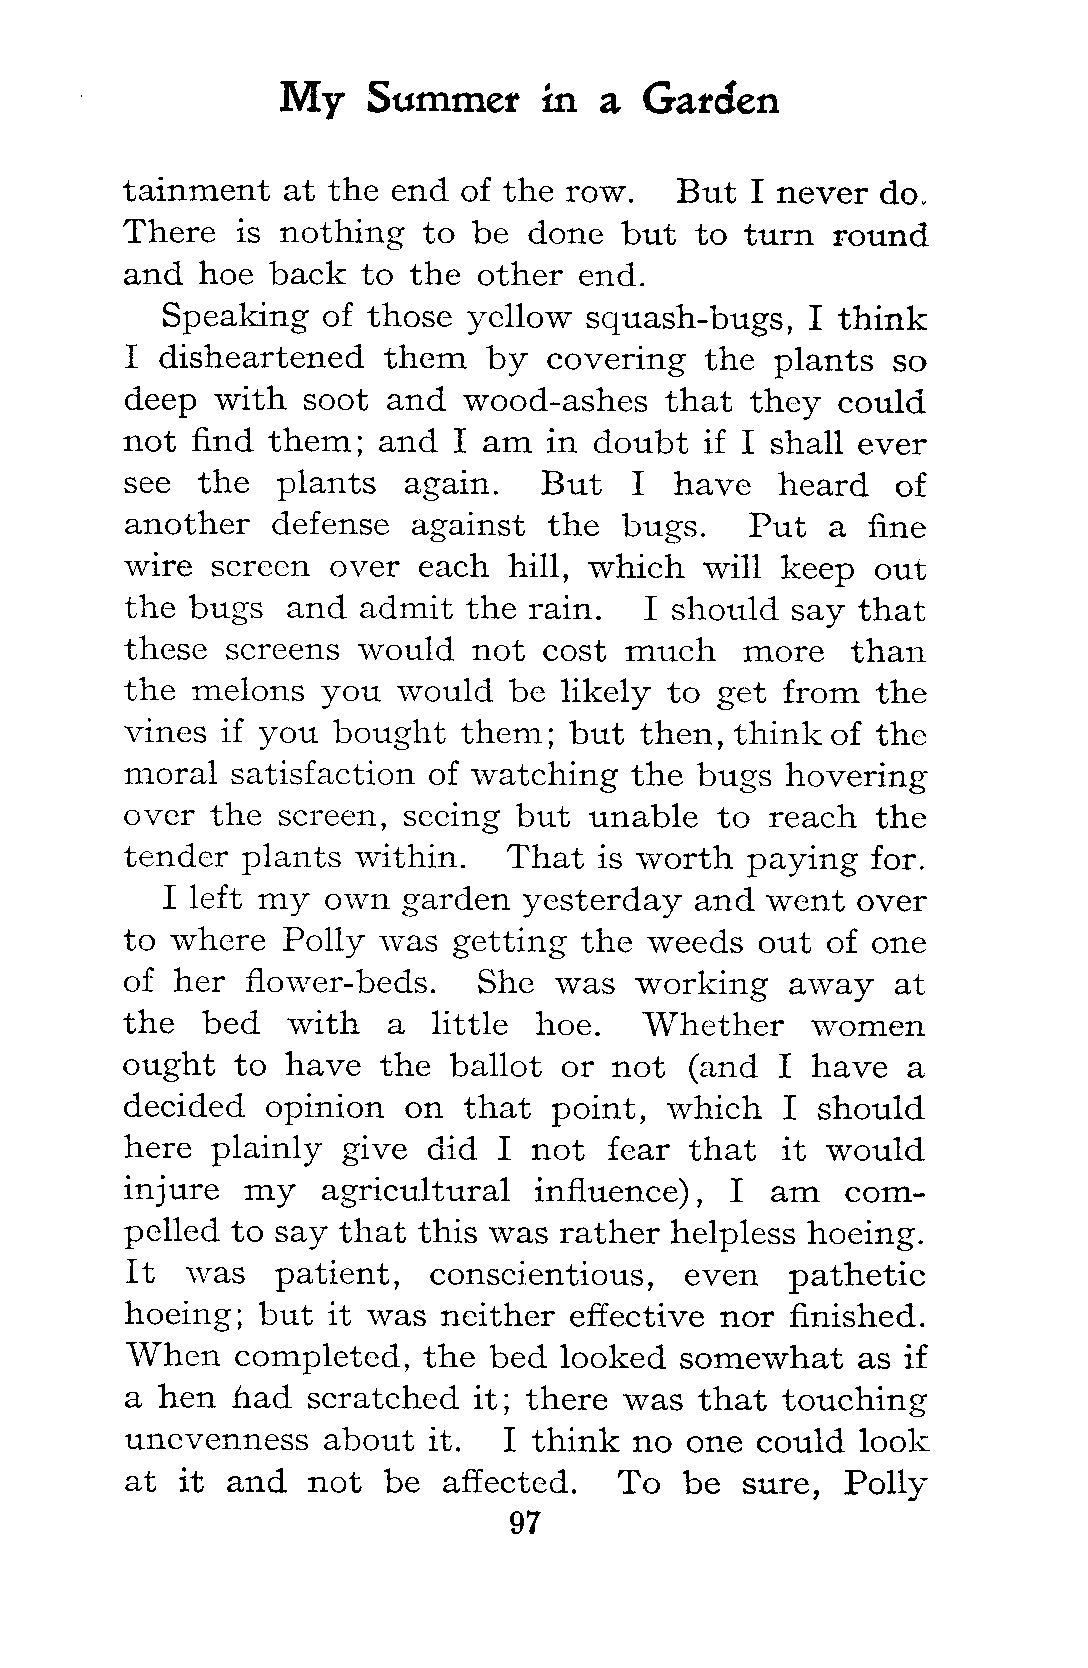 My Summer in a Garden
tainment at the end of the row. But I never do.
There is nothing to be done but to turn round
and hoe back to the other end.
Speaking of those yellow squash-bugs, I think
I disheartened them by covering the plants so
deep with soot and wood-ashes that they could
not find them; and I am in doubt if I shall ever
see the plants again. But I have heard of
another defense against the bugs. Put a fine
wire screen over each hill, which will keep out
the bugs and admit the rain. I should say that
these screens would not cost much more than
the melons you would be likely to get from the
vines if you bought them; but then, think of the
moral satisfaction of watching the bugs hovering
over the screen, seeing but unable to reach the
tender plants within. That is worth paying for.
I left my own garden yesterday and went over
to where Polly was getting the weeds out of one
of her flower-beds. She was working away at
the bed with a little hoe. Whether women
ought to have the ballot or not (and I have a
decided opinion on that point, which I should
here plainly give did I not fear that it would
injure my agricultural influence), I am com-
pelled to say that this was rather helpless hoeing.
It was patient, conscientious, even pathetic
hoeing; but it was neither effective nor finished.
When completed, the bed looked somewhat as if
a hen had scratched it; there was that touching
unevenness about it. I think no one could look
at it and not be affected. To be sure, Polly
97